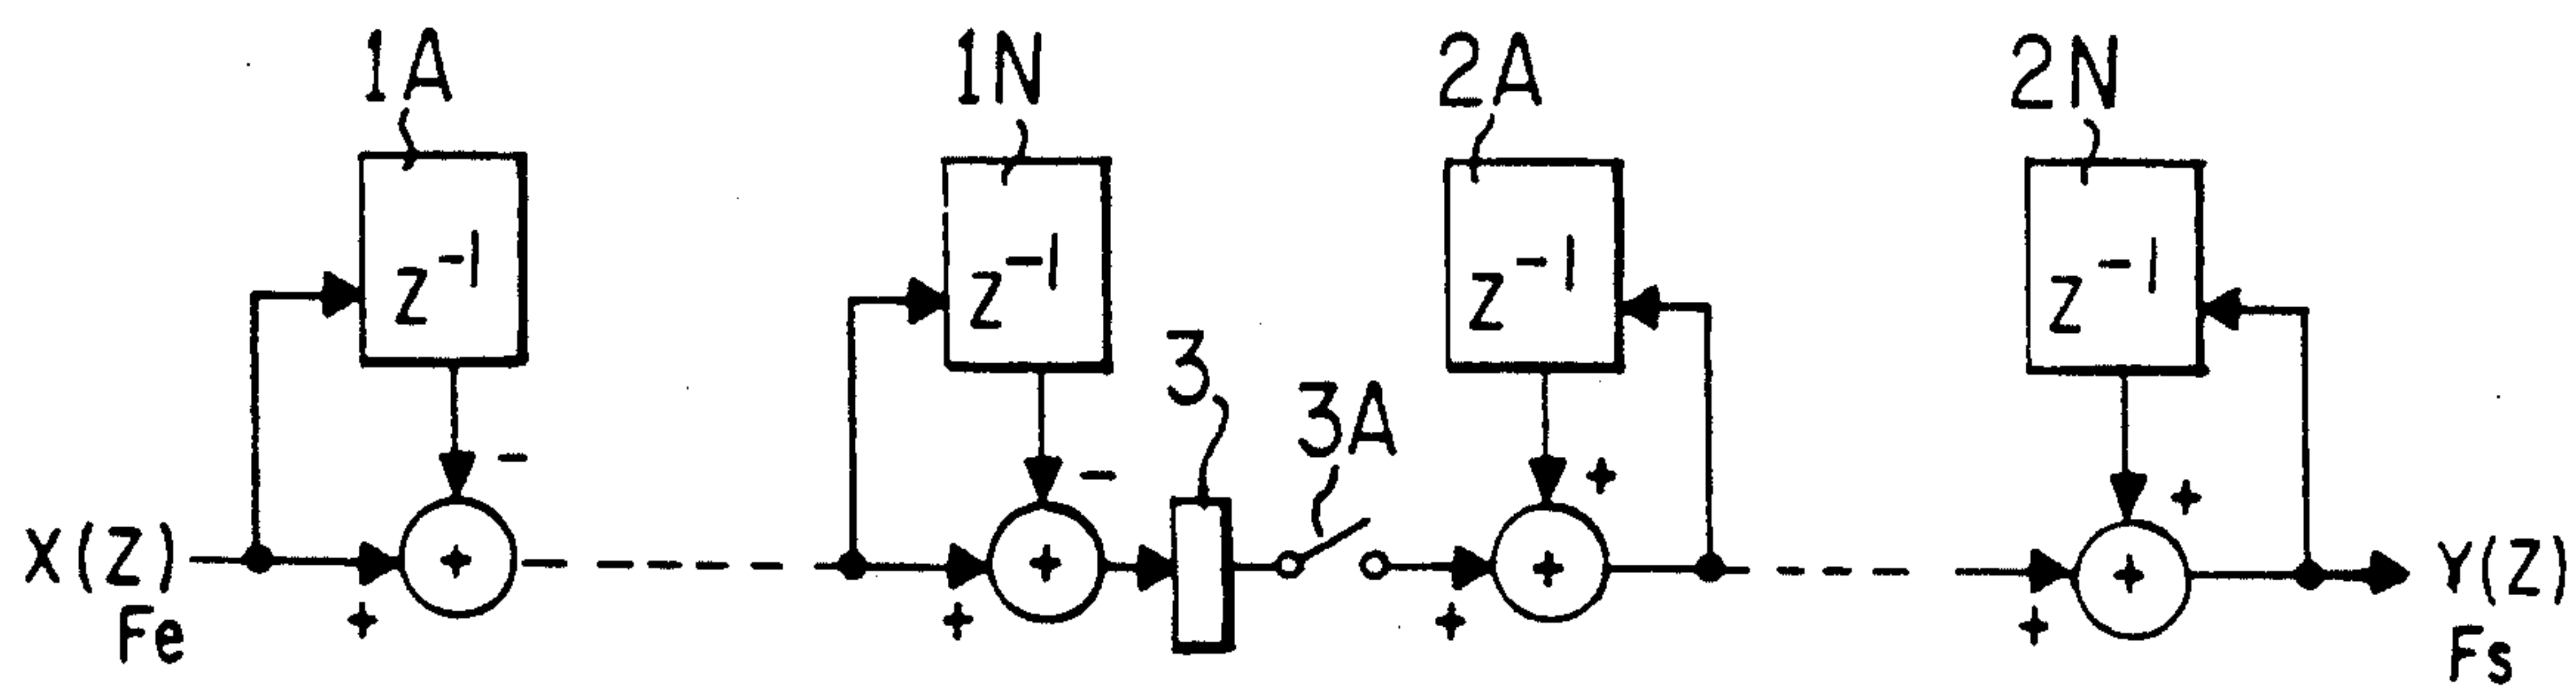 1A 1N 2A 2N
z⁻¹ z⁻¹ z⁻¹ z⁻¹
3
3A
- - + +
X(Z) + + + + Y(Z)
+ + + +
Fe Fs